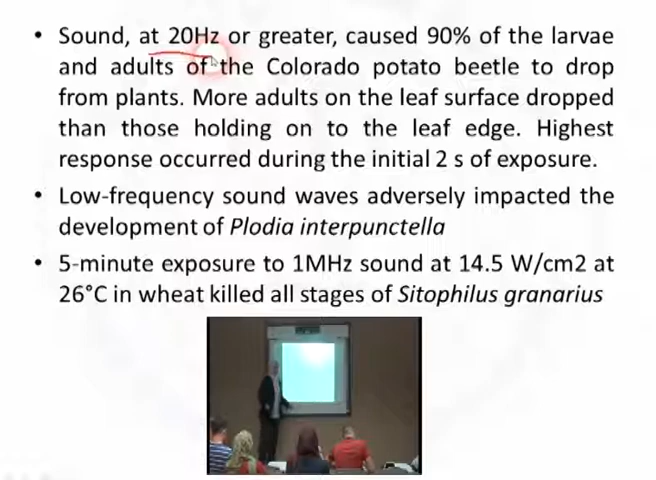 • Sound, at 20Hz or greater, caused 90% of the larvae
and adults of the Colorado potato beetle to drop
from plants. More adults on the leaf surface dropped
than those holding on to the leaf edge. Highest
response occurred during the initial 2 s of exposure.
• Low-frequency sound waves adversely impacted the
development of Plodia interpunctella
• 5-minute exposure to 1MHz sound at 14.5 W/cm2 at
26°C in wheat killed all stages of Sitophilus granarius